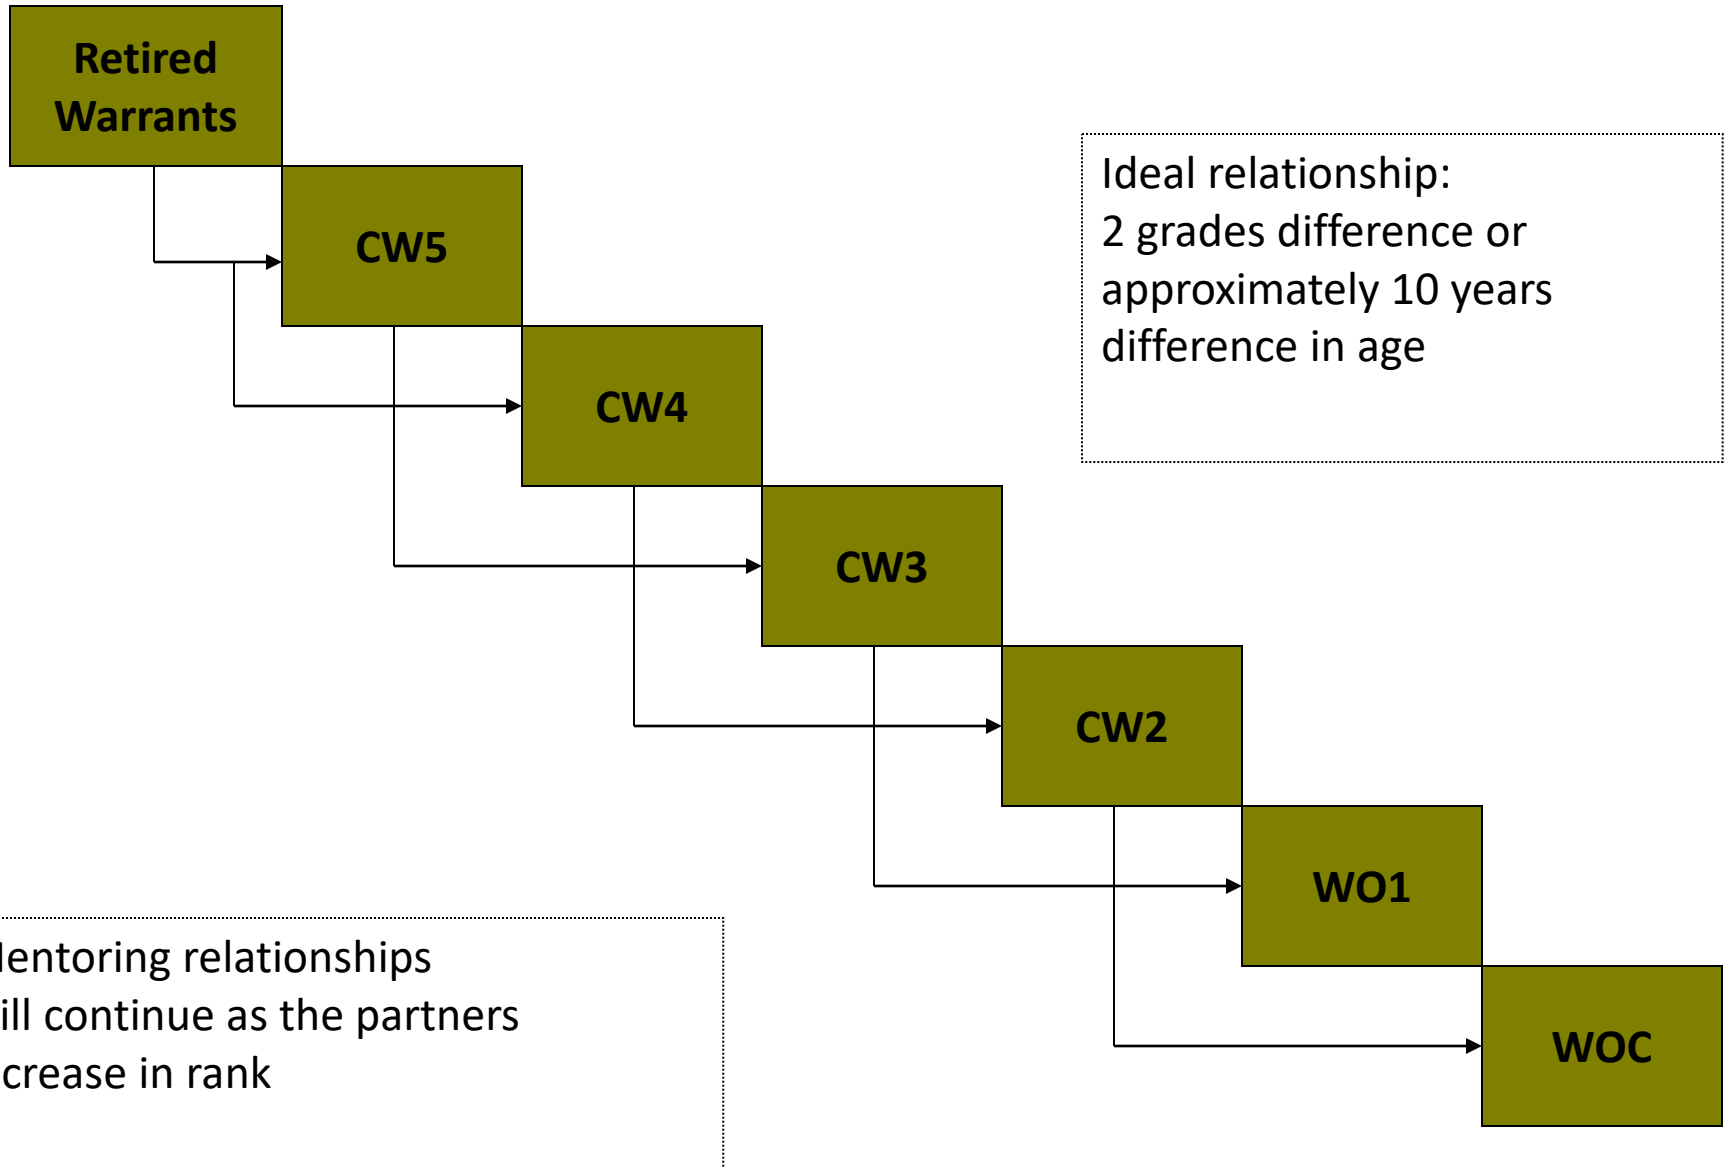 Retired
Warrants
CW5
Ideal relationship:
2 grades difference or
approximately 10 years
difference in age
CW4
CW3
CW2
WO1
entoring relationships
ill continue as the partners
crease in rank
WOC